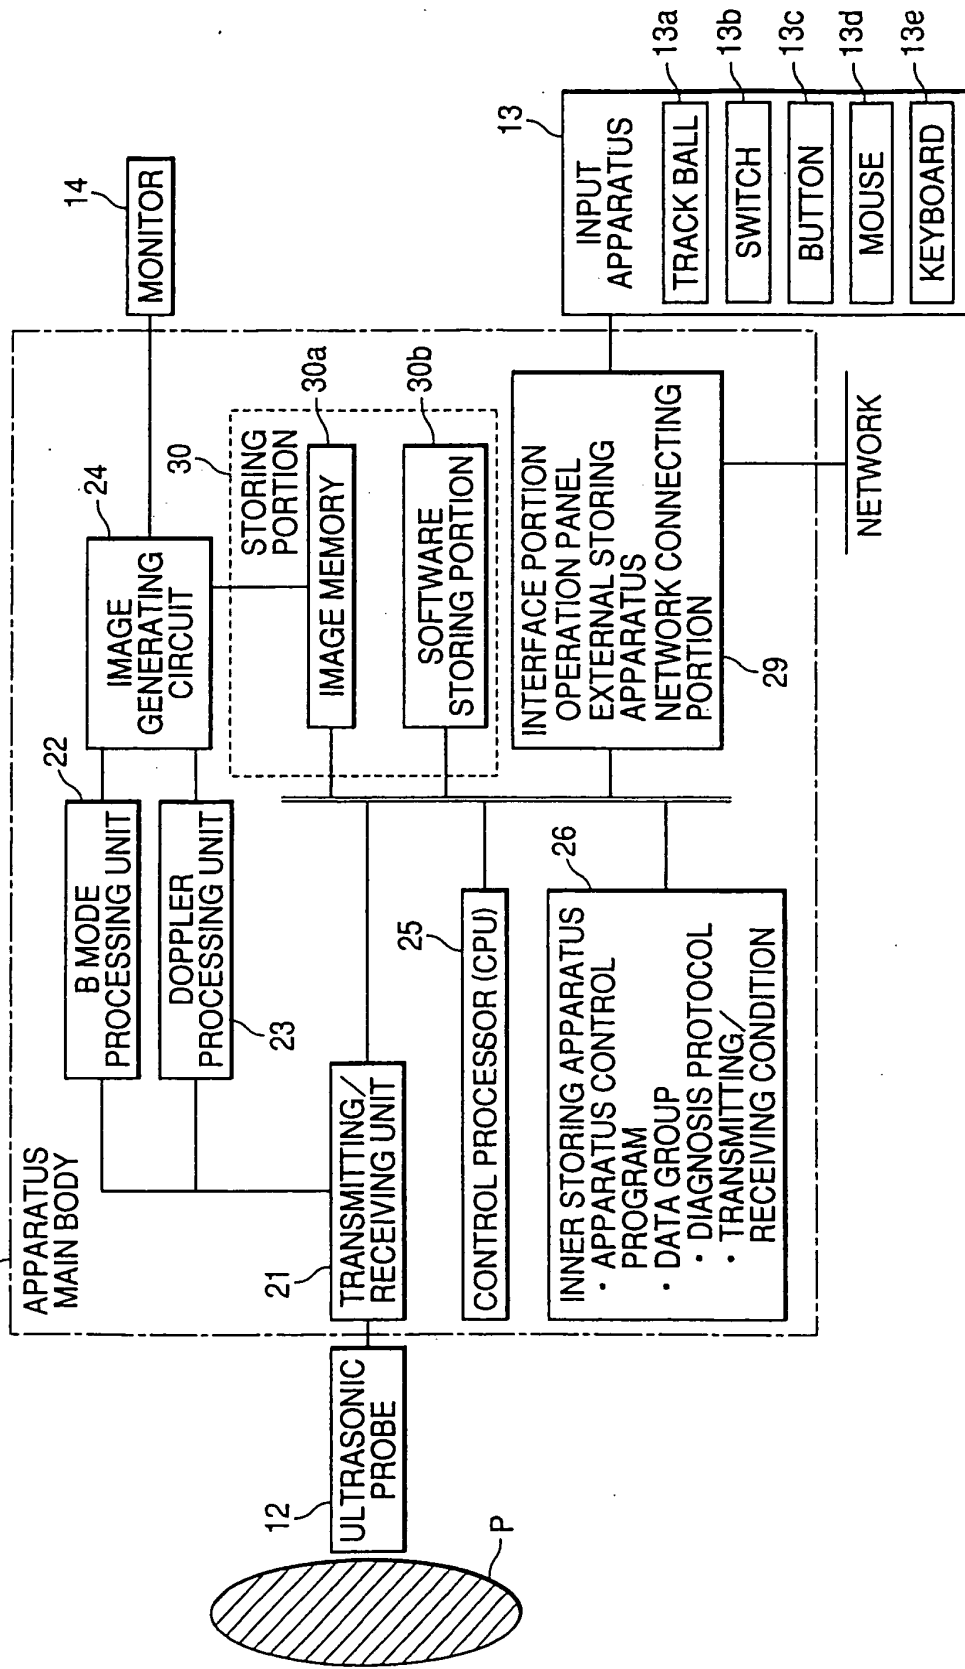 APPARATUS
MAIN BODY
12
ULTRASONIC
PROBE
P
21
TRANSMITTING/
RECEIVING UNIT
B MODE
PROCESSING UNIT
22
DOPPLER
PROCESSING UNIT
23
IMAGE
GENERATING
CIRCUIT
24
MONITOR
14
30
STORING
PORTION
IMAGE MEMORY
30a
SOFTWARE
STORING PORTION
30b
CONTROL PROCESSOR (CPU)
25
INNER STORING APPARATUS
· APPARATUS CONTROL
PROGRAM
· DATA GROUP
· DIAGNOSIS PROTOCOL
· TRANSMITTING/
RECEIVING CONDITION
26
INTERFACE PORTION
OPERATION PANEL
EXTERNAL STORING
APPARATUS
NETWORK CONNECTING
PORTION
29
NETWORK
13
INPUT
APPARATUS
TRACK BALL
13a
SWITCH
13b
BUTTON
13c
MOUSE
13d
KEYBOARD
13e